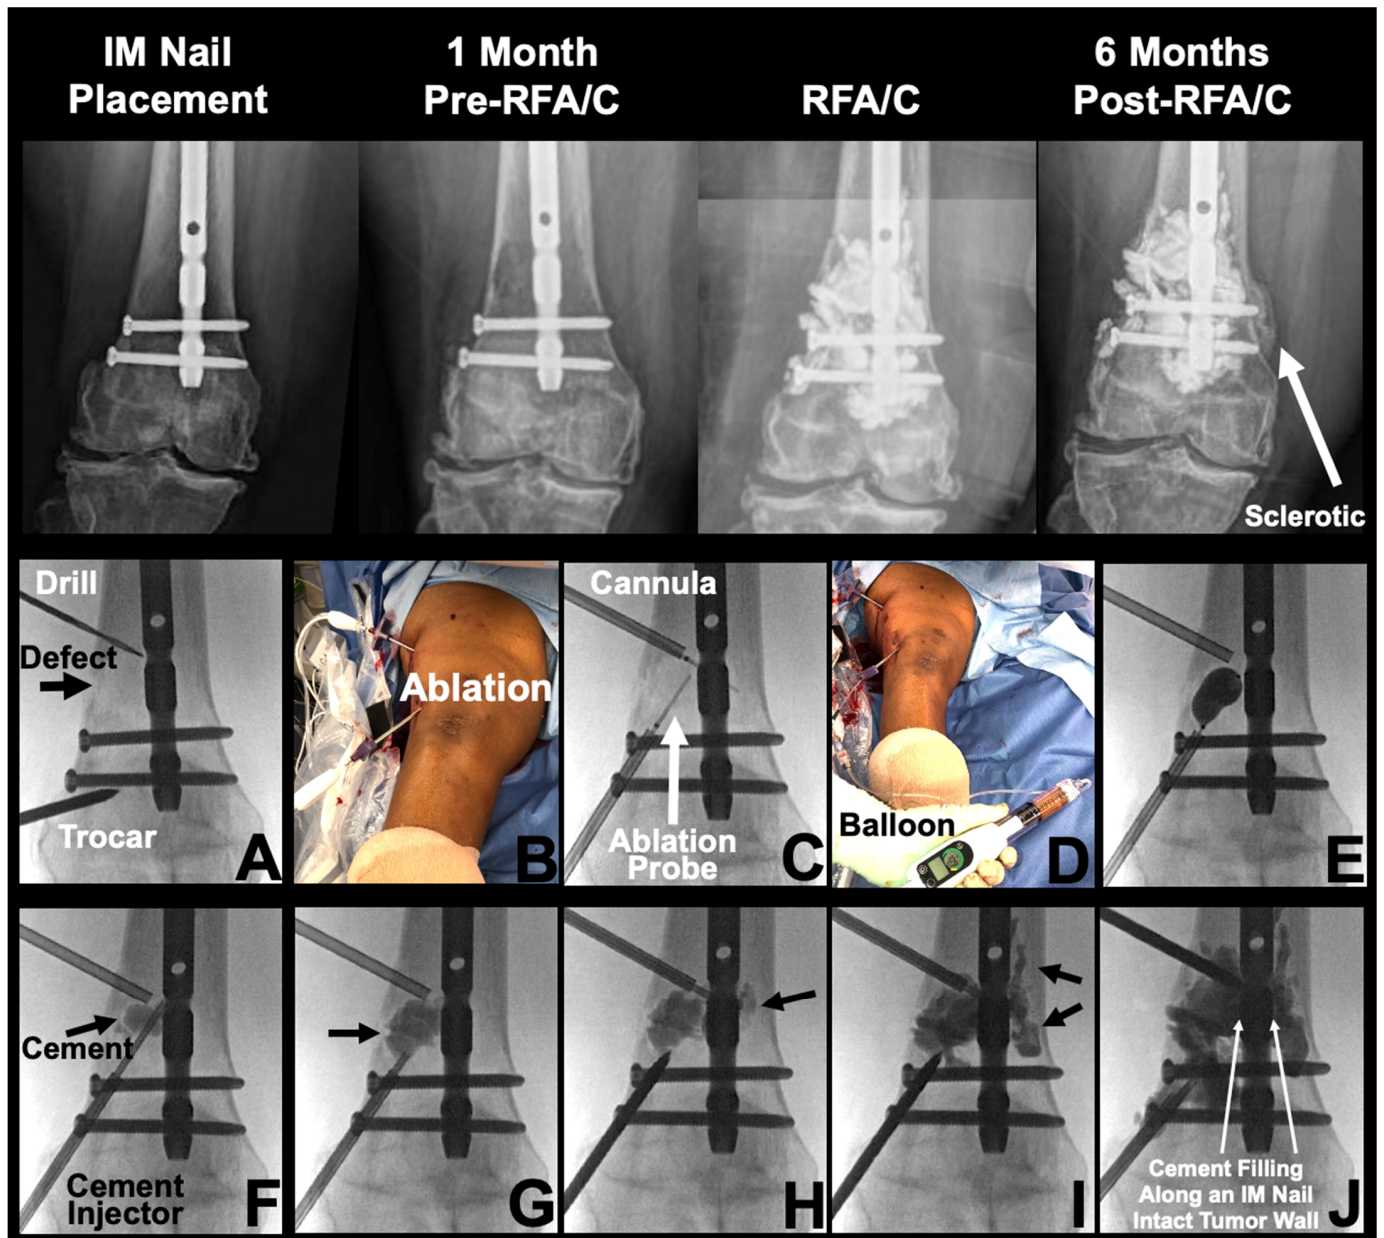 IM Nail
Placement
1 Month
Pre-RFA/C
RFA/C
6 Months
Post-RFA/C
Sclerotic
Drill
Defect
Trocar
A
Ablation
B
Cannula
Ablation
Probe
C
Balloon
D
E
Cement
Cement
Injector
F
G
H
I
Cement Filling
Along an IM Nail
Intact Tumor Wall
J